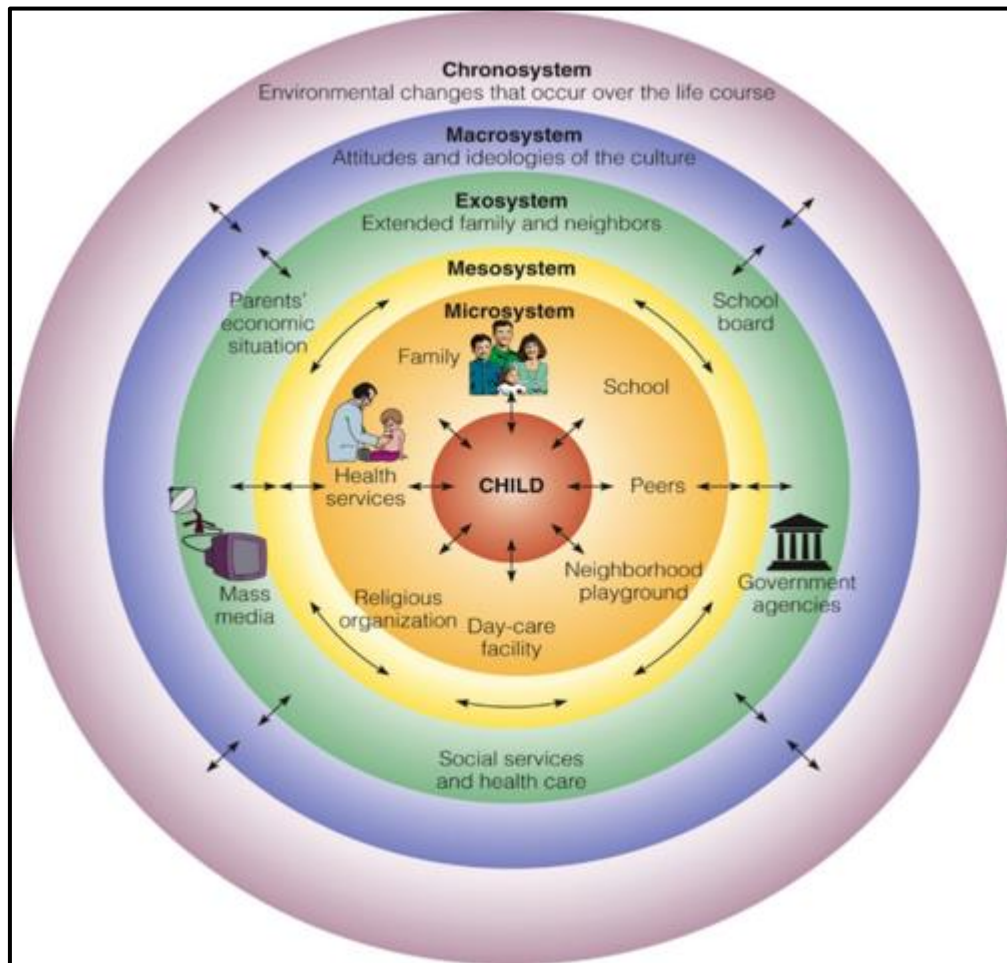 Chronosystem
Environmental changes that occur over the life course
Macrosystem
Attitudes and ideologies of the culture
Exosystem
Extended family and neighbors
Mesosystem
Microsystem
Parents'
economic
situation
School
board
Family
School
Health
services
CHILD
Peers
Mass
media
Religious
organization
Day-care
facility
Neighborhood
playground
Government
agencies
Social services
and health care